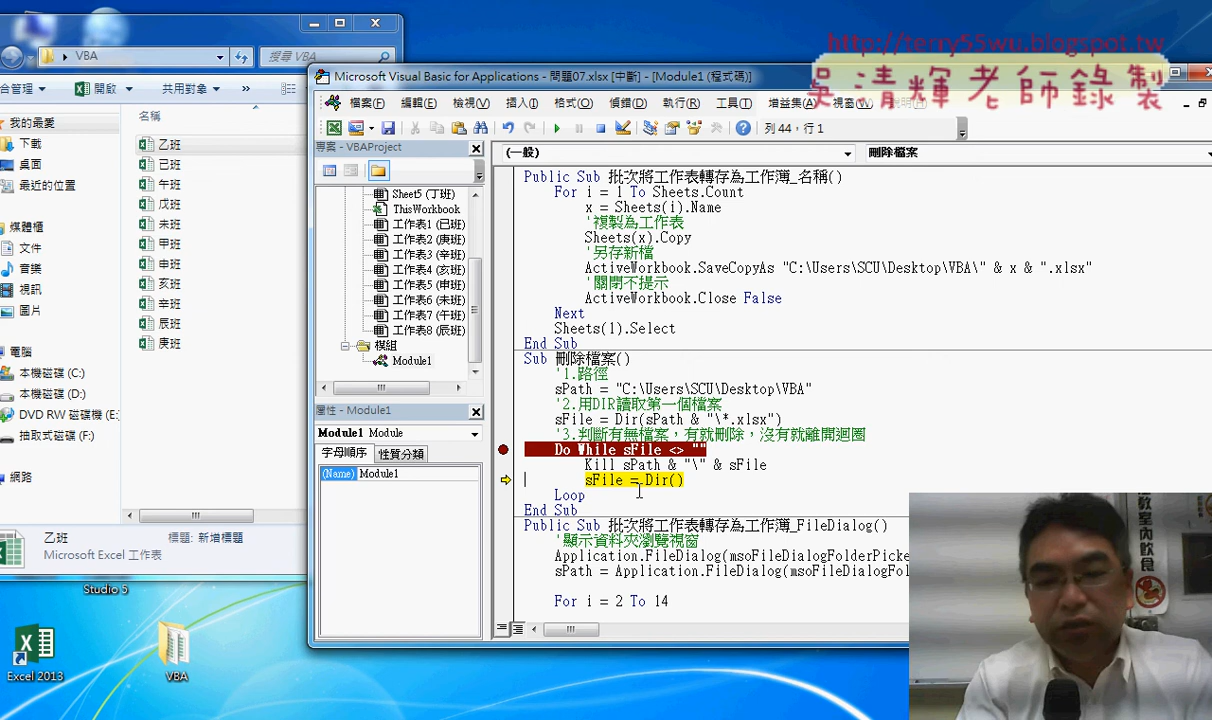 http://terry55wu.blogspot.tw
吳清輝老師錄製
VBA
搜尋 VBA
Microsoft Visual Basic for Applications - 問題07.xlsx [中斷] - [Module1 (程式碼)]
合管理
開啟
共用對象
»
檔案(F)
編輯(E)
檢視(V)
插入(I)
格式(O)
偵錯(D)
執行(R)
工具(T)
增益集(A)
視窗(W)
說明(H)
列 44，行 1
我的最愛
下載
桌面
最近的位置
媒體櫃
文件
音樂
視訊
圖片
電腦
本機磁碟 (C:)
本機磁碟 (D:)
DVD RW 磁碟機 (E:
抽取式磁碟 (F:)
網路
名稱
乙班
已班
午班
戊班
未班
甲班
申班
亥班
辛班
辰班
庚班
乙班
標題: 新增標題
Microsoft Excel 工作表
專案 - VBAProject
Sheet5 (丁班)
ThisWorkbook
工作表1 (已班)
工作表2 (庚班)
工作表3 (辛班)
工作表4 (亥班)
工作表5 (申班)
工作表6 (未班)
工作表7 (午班)
工作表8 (辰班)
模組
Module1
屬性 - Module1
Module1 Module
字母順序
性質分類
(Name) Module1
(一般)
刪除檔案
Public Sub 批次將工作表轉存為工作簿_名稱()
For i = 1 To Sheets.Count
x = Sheets(i).Name
'複製為工作表
Sheets(x).Copy
'另存新檔
ActiveWorkbook.SaveCopyAs "C:\Users\SCU\Desktop\VBA\" & x & ".xlsx"
'關閉不提示
ActiveWorkbook.Close False
Next
Sheets(1).Select
End Sub
Sub 刪除檔案()
'1.路徑
sPath = "C:\Users\SCU\Desktop\VBA"
'2.用DIR讀取第一個檔案
sFile = Dir(sPath & "\*.xlsx")
'3.判斷有無檔案，有就刪除，沒有就離開迴圈
Do While sFile <> ""
Kill sPath & "\" & sFile
sFile = Dir()
Loop
End Sub
Public Sub 批次將工作表轉存為工作簿_FileDialog()
'顯示資料夾瀏覽視窗
Application.FileDialog(msoFileDialogFolderPicke
sPath = Application.FileDialog(msoFileDialogFol
For i = 2 To 14
Studio 5
Excel 2013
VBA
教室內飲食